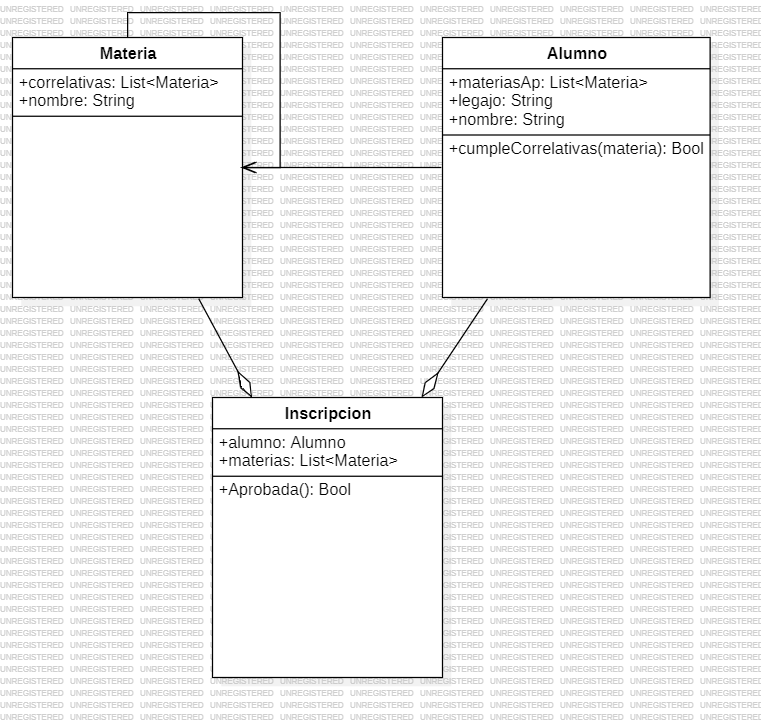 Materia
+correlativas: List<Materia>
+nombre: String
Alumno
+materiasAp: List<Materia>
+legajo: String
+nombre: String
+cumpleCorrelativas(materia): Bool
Inscripcion
+alumno: Alumno
+materias: List<Materia>
+Aprobada(): Bool
UNREGISTERED